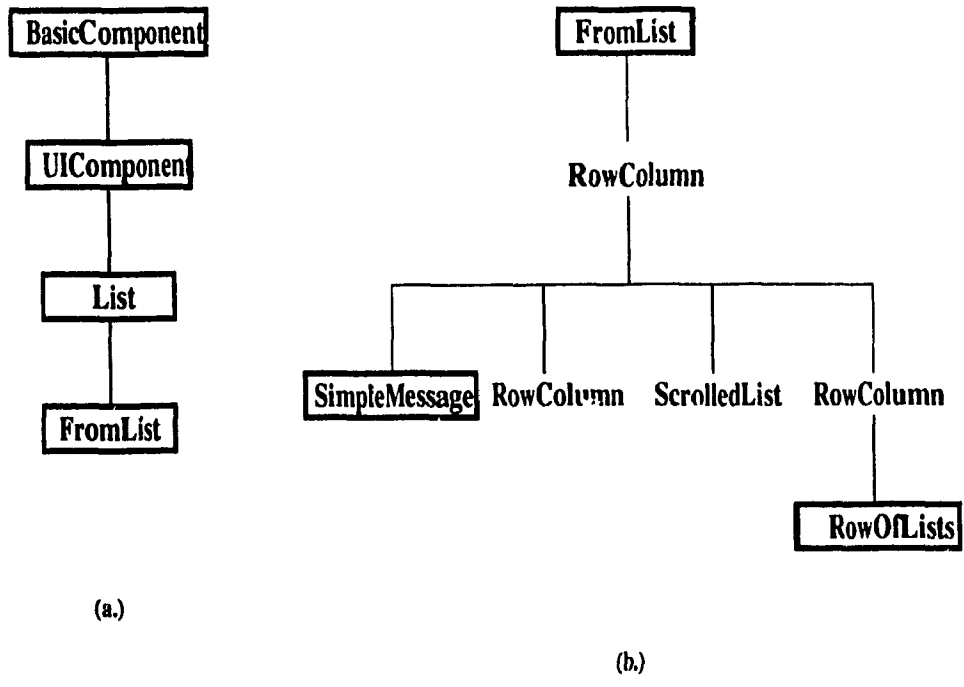 BasicComponent
UIComponent
List
FromList
(a.)
FromList
RowColumn
SimpleMessage RowColumn ScrolledList RowColumn
RowOfLists
(b.)